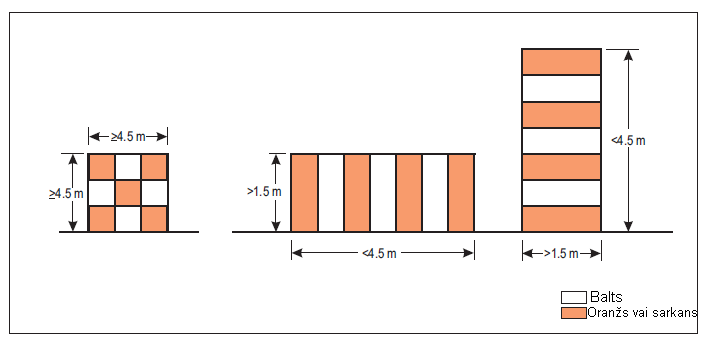 ≥4.5 m
≥4.5 m
>1.5 m
<4.5 m
<4.5 m
>1.5 m
Balts
Oranžs vai sarkans